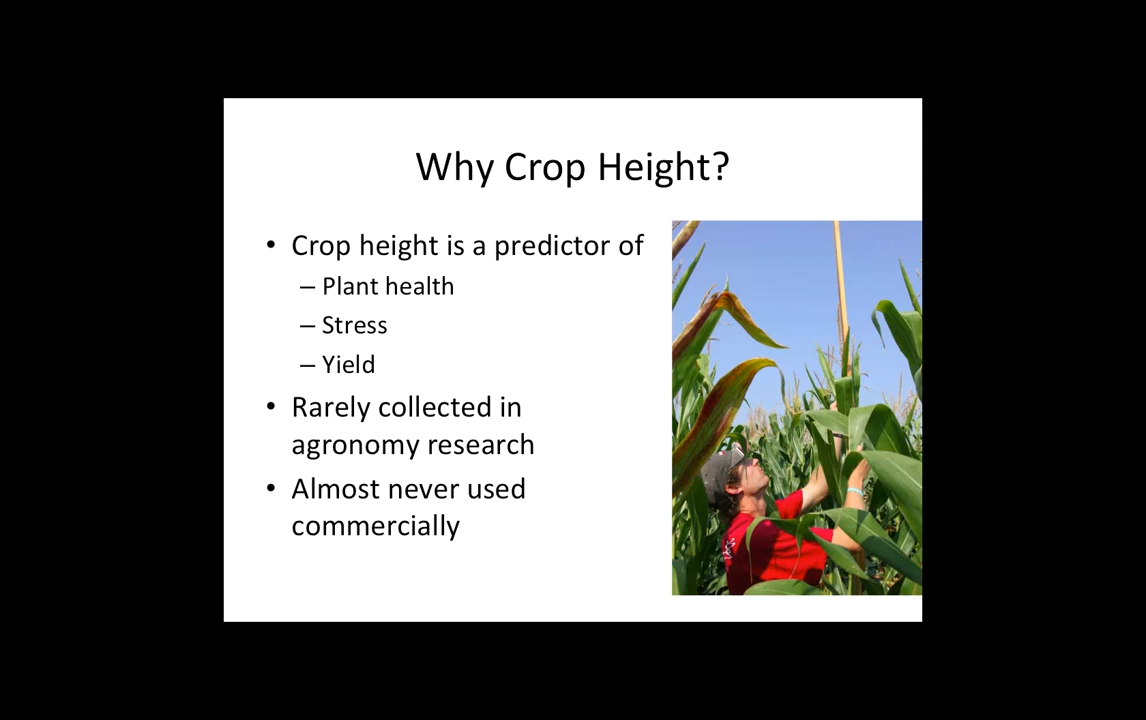 Why Crop Height?
• Crop height is a predictor of
– Plant health
– Stress
– Yield
• Rarely collected in
agronomy research
• Almost never used
commercially